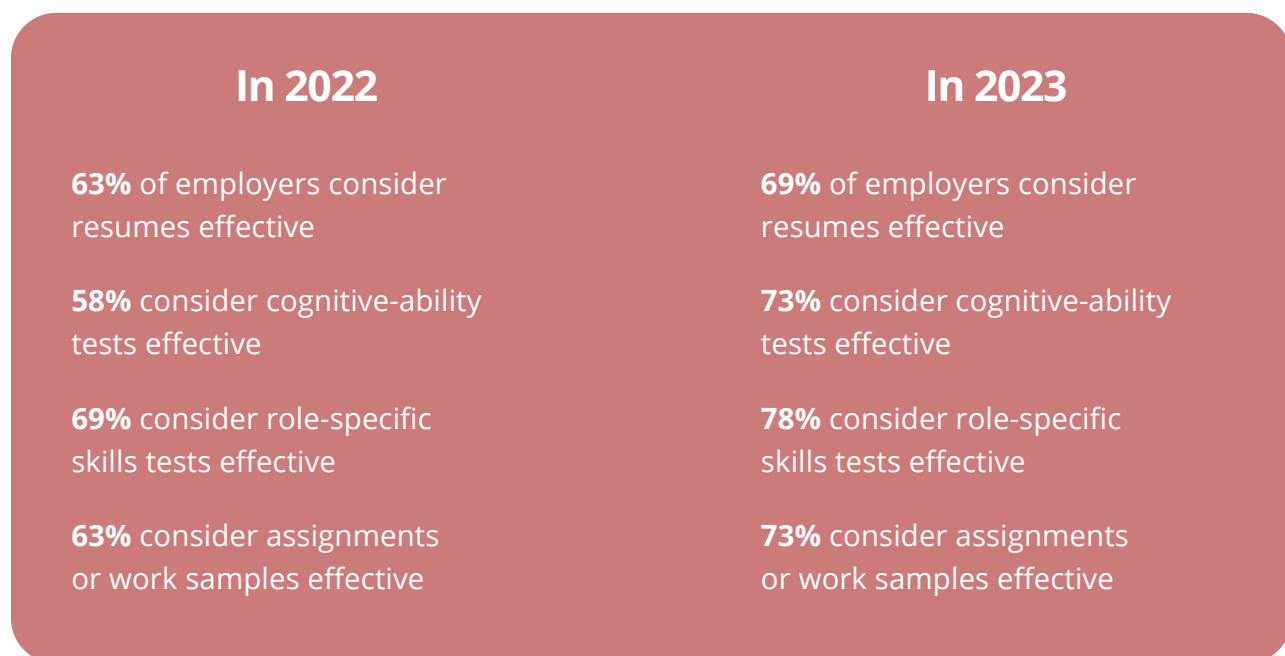 In 2022
63% of employers consider
resumes effective
58% consider cognitive-ability
tests effective
69% consider role-specific
skills tests effective
63% consider assignments
or work samples effective
In 2023
69% of employers consider
resumes effective
73% consider cognitive-ability
tests effective
78% consider role-specific
skills tests effective
73% consider assignments
or work samples effective